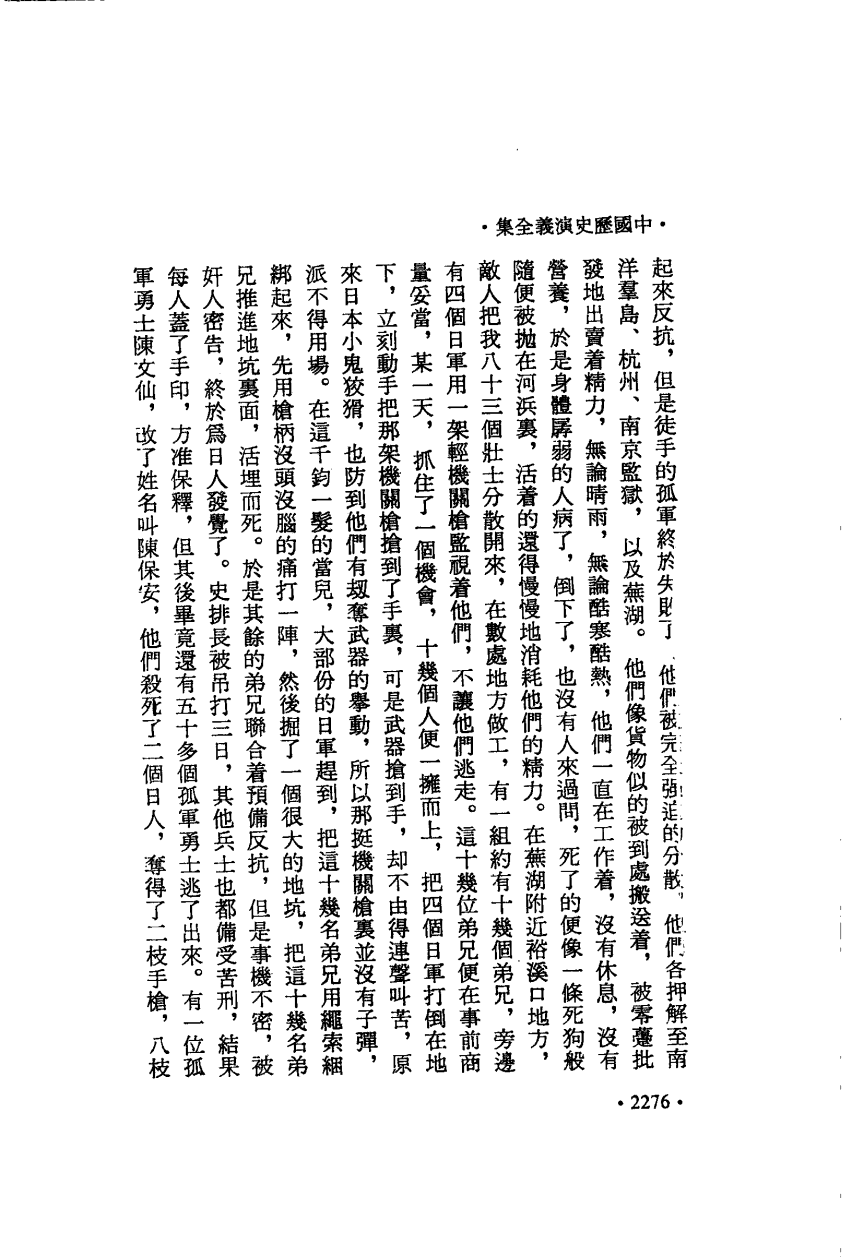 ·中國歷史演義全集·
起來反抗，但是徒手的孤軍終於失敗了、他們被完全強迫的分散，他們各押解至南
洋羣島、杭州、南京監獄，以及蕪湖。他們像貨物似的被到處搬送着，被零躉批
發地出賣着精力，無論晴雨，無論酷寒酷熱，他們一直在工作着，沒有休息，沒有
營養，於是身體孱弱的人病了，倒下了，也沒有人來過問，死了的便像一條死狗般
隨便被拋在河浜裏，活着的還得慢慢地消耗他們的精力。在蕪湖附近裕溪口地方，
敵人把我八十三個壯士分散開來，在數處地方做工，有一組約有十幾個弟兄，旁邊
有四個日軍用一架輕機關槍監視着他們，不讓他們逃走。這十幾位弟兄便在事前商
量妥當，某一天，抓住了一個機會，十幾個人便一擁而上，把四個日軍打倒在地
下，立刻動手把那架機關槍搶到了手裏，可是武器搶到手，却不由得連聲叫苦，原
來日本小鬼狡猾，也防到他們有刼奪武器的舉動，所以那挺機關槍裏並沒有子彈，
派不得用場。在這千鈞一髮的當兒，大部份的日軍趕到，把這十幾名弟兄用繩索綑
綁起來，先用槍柄沒頭沒腦的痛打一陣，然後掘了一個很大的地坑，把這十幾名弟
兄推進地坑裏面，活埋而死。於是其餘的弟兄聯合着預備反抗，但是事機不密，被
奸人密告，終於爲日人發覺了。史排長被吊打三日，其他兵士也都備受苦刑，結果
每人蓋了手印，方准保釋，但其後畢竟還有五十多個孤軍勇士逃了出來。有一位孤
軍勇士陳文仙，改了姓名叫陳保安，他們殺死了二個日人，奪得了二枝手槍，八枝
·2276·